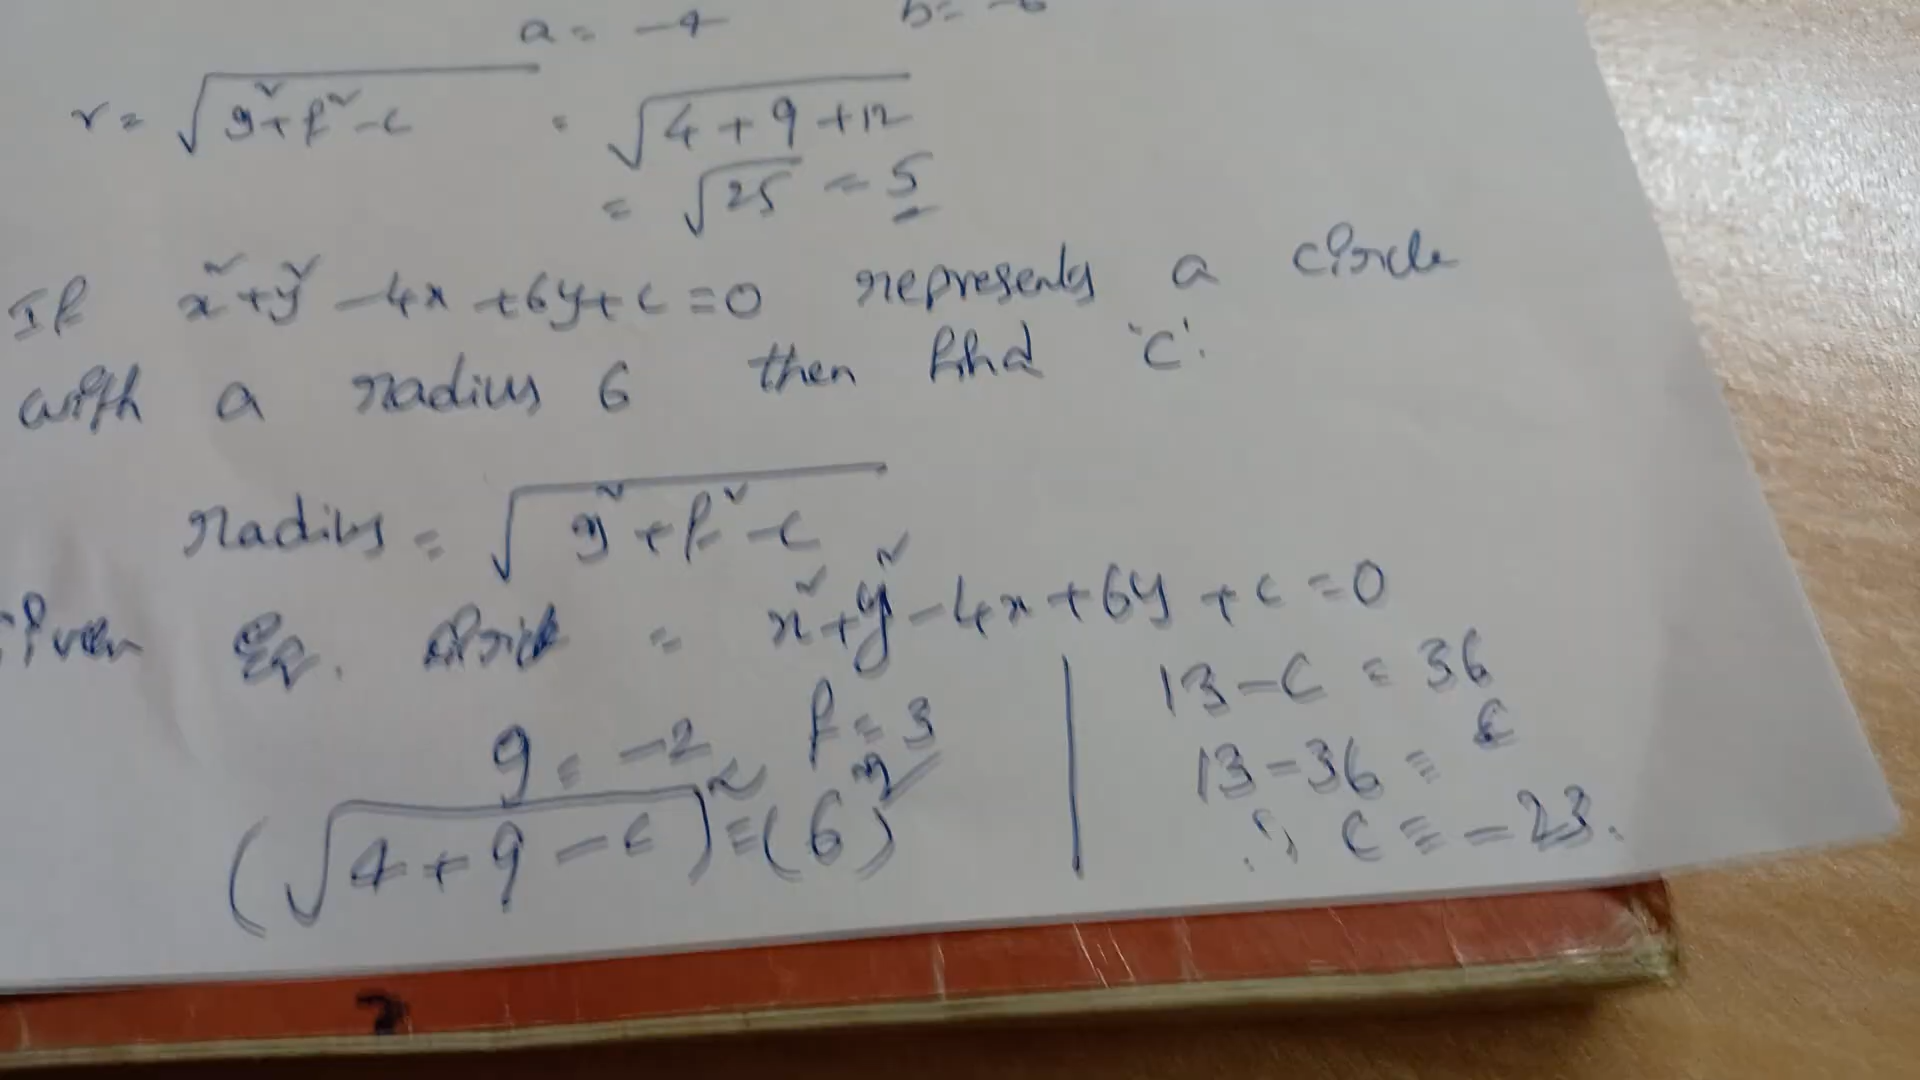 a = -4 b = -6
r = √g²+f²-c = √4+9+12
= √25 = 5
If x²+y²-4x+6y+c=0 represents a circle
with a radius 6 then find 'c'.
radius = √g²+f²-c
Given Eq. circle = x²+y²-4x+6y+c=0
g = -2 f = 3
(√4+9-c)² = (6)²
13-c = 36
13-36 = c
∴ c = -23.